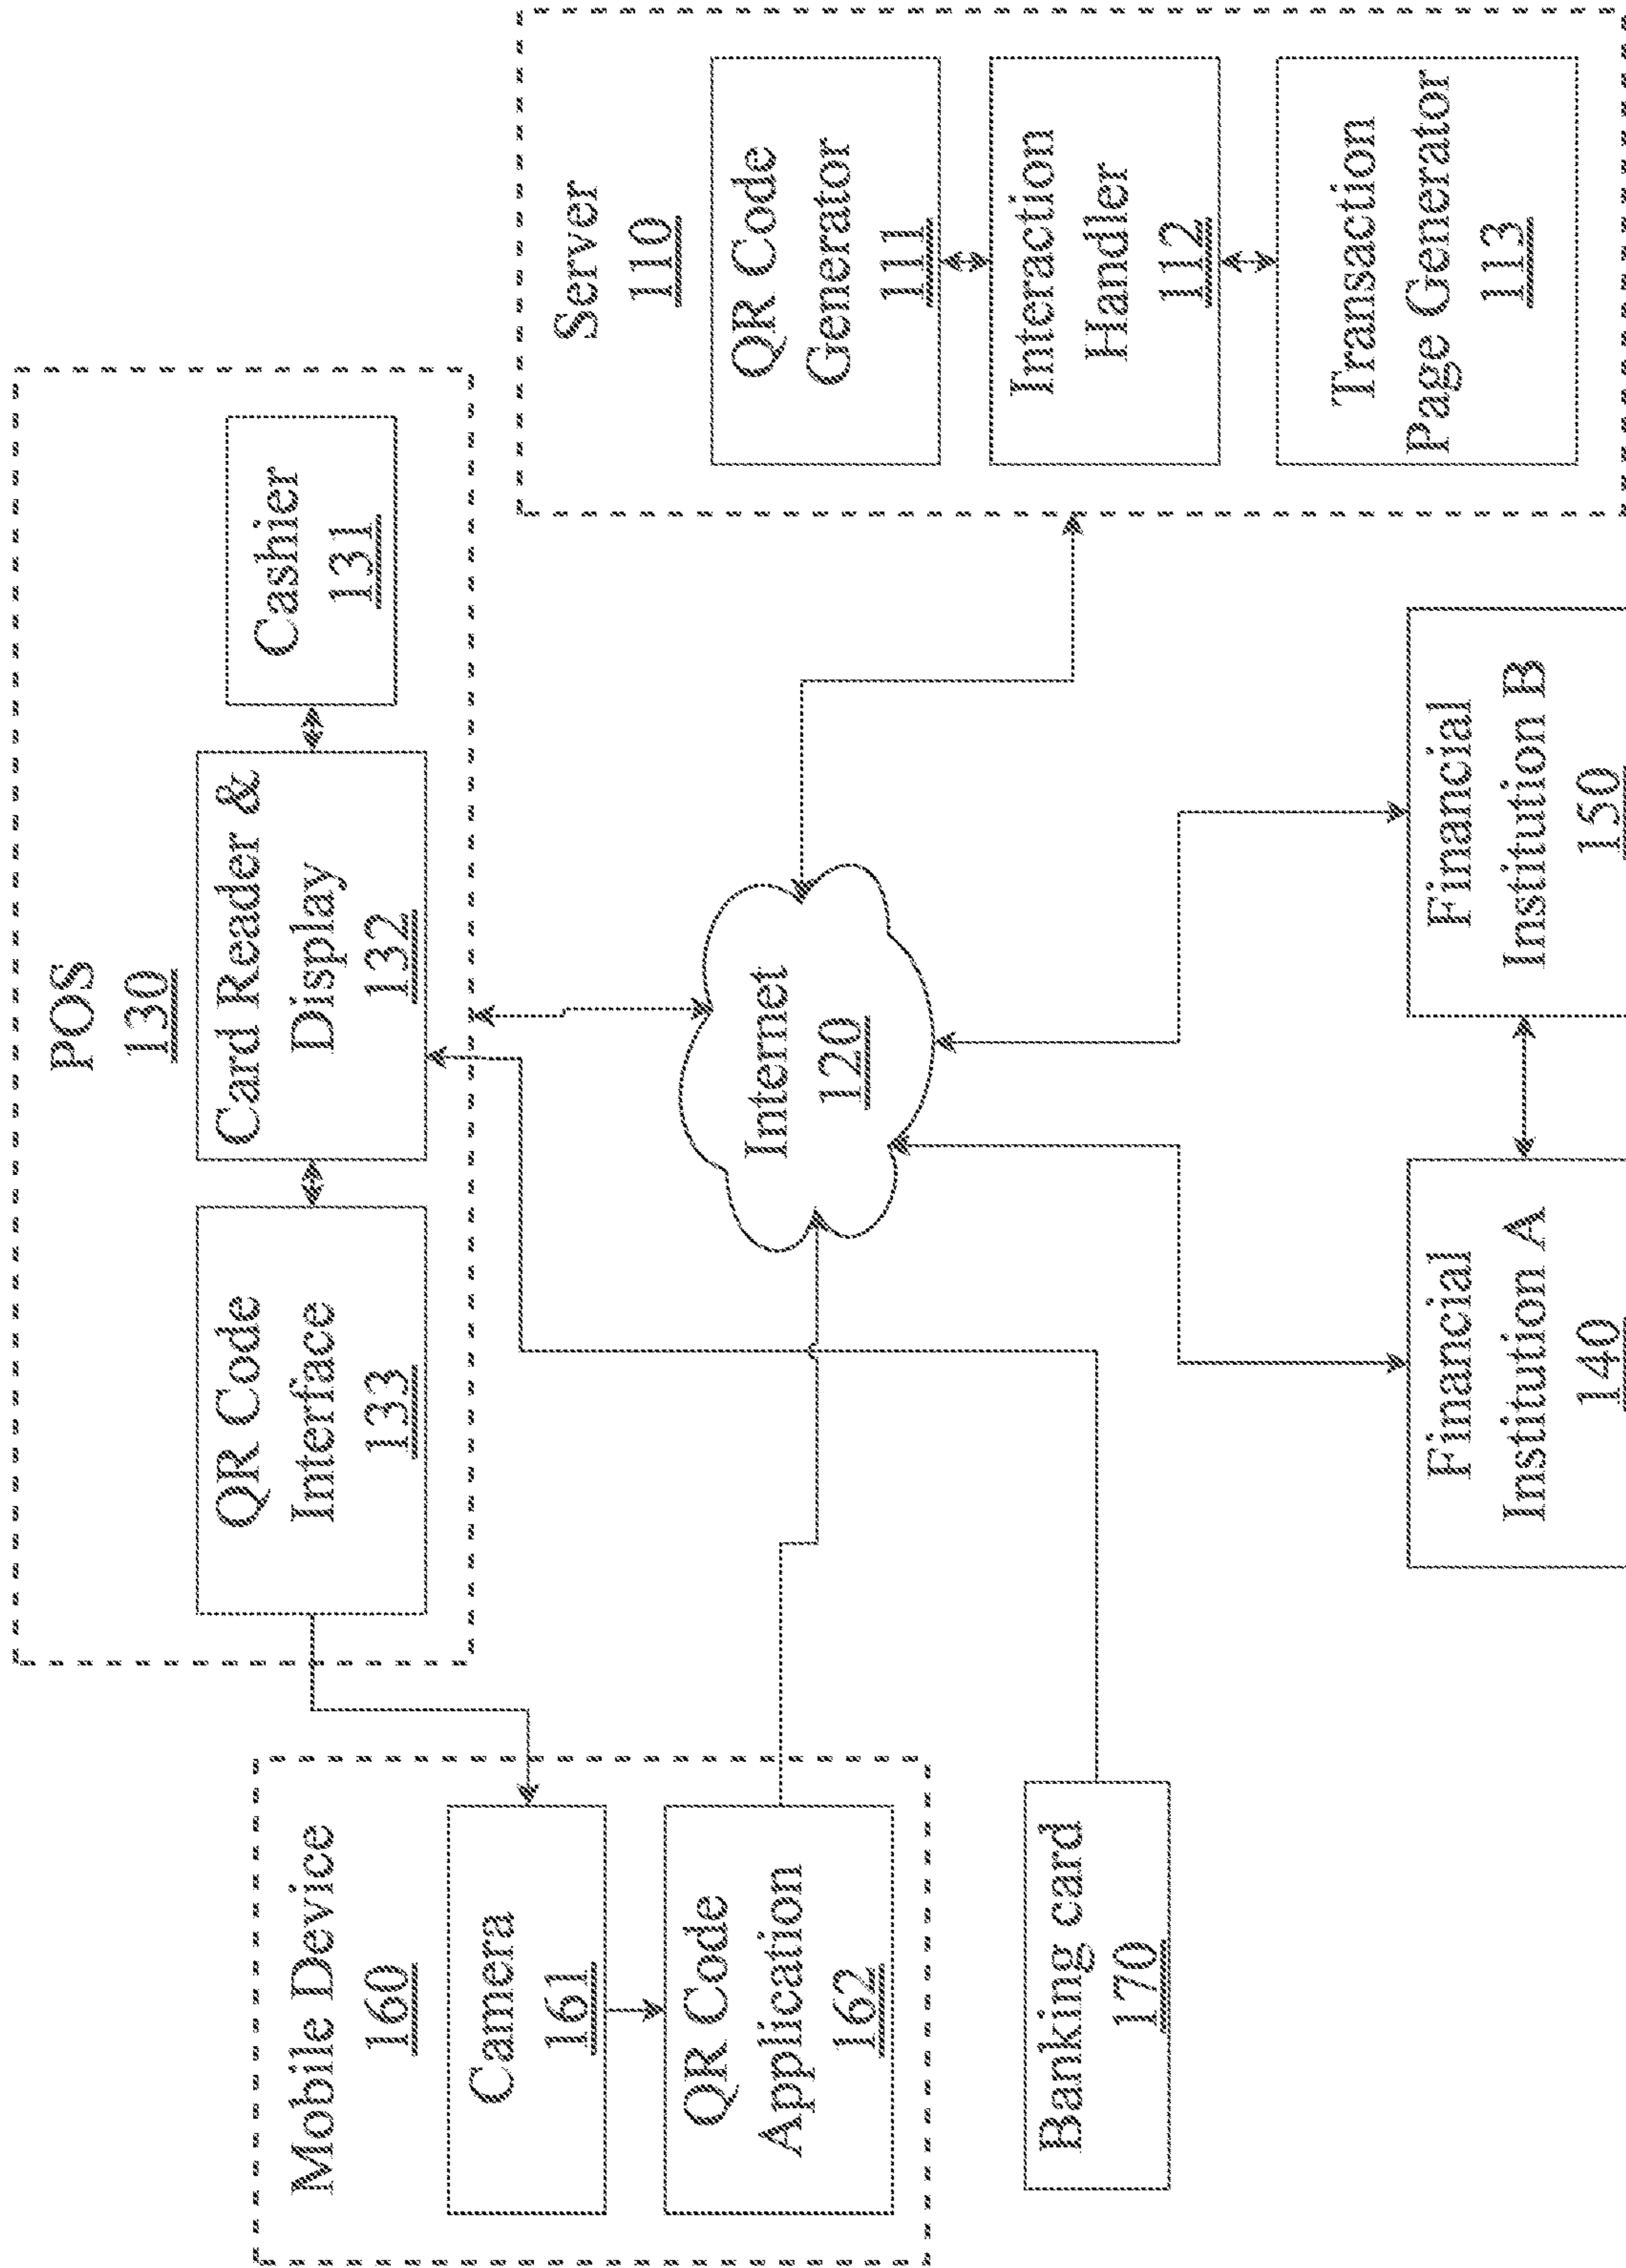 Mobile Device
160
Camera
161
QR Code
Application
162
Banking card
170
POS
130
QR Code
Interface
133
Card Reader &
Display
132
Cashier
131
Internet
120
Server
110
QR Code
Generator
111
Interaction
Handler
112
Transaction
Page Generator
113
Financial
Institution A
140
Financial
Institution B
150